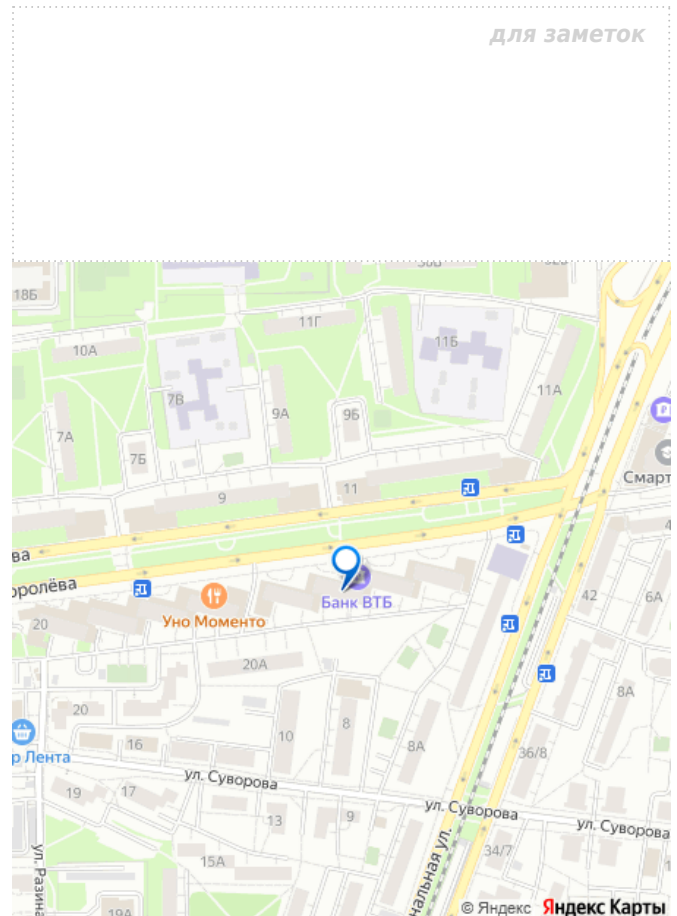 для заметок
18Б
11Г
10А
11Б
7В
11А
9А
9Б
7А
7Б
Смарт
9
11
ва
оролёва
Банк ВТБ
42
6А
Уно Моменто
20
20А
8А
20
р Лента
16
10
8
8А
36/8
ул. Суворова
19
17
13
9
ул. Суворова
ул. Суворова
ул. Разина
15А
нальная ул.
34/7
19А
© Яндекс Яндекс Карты